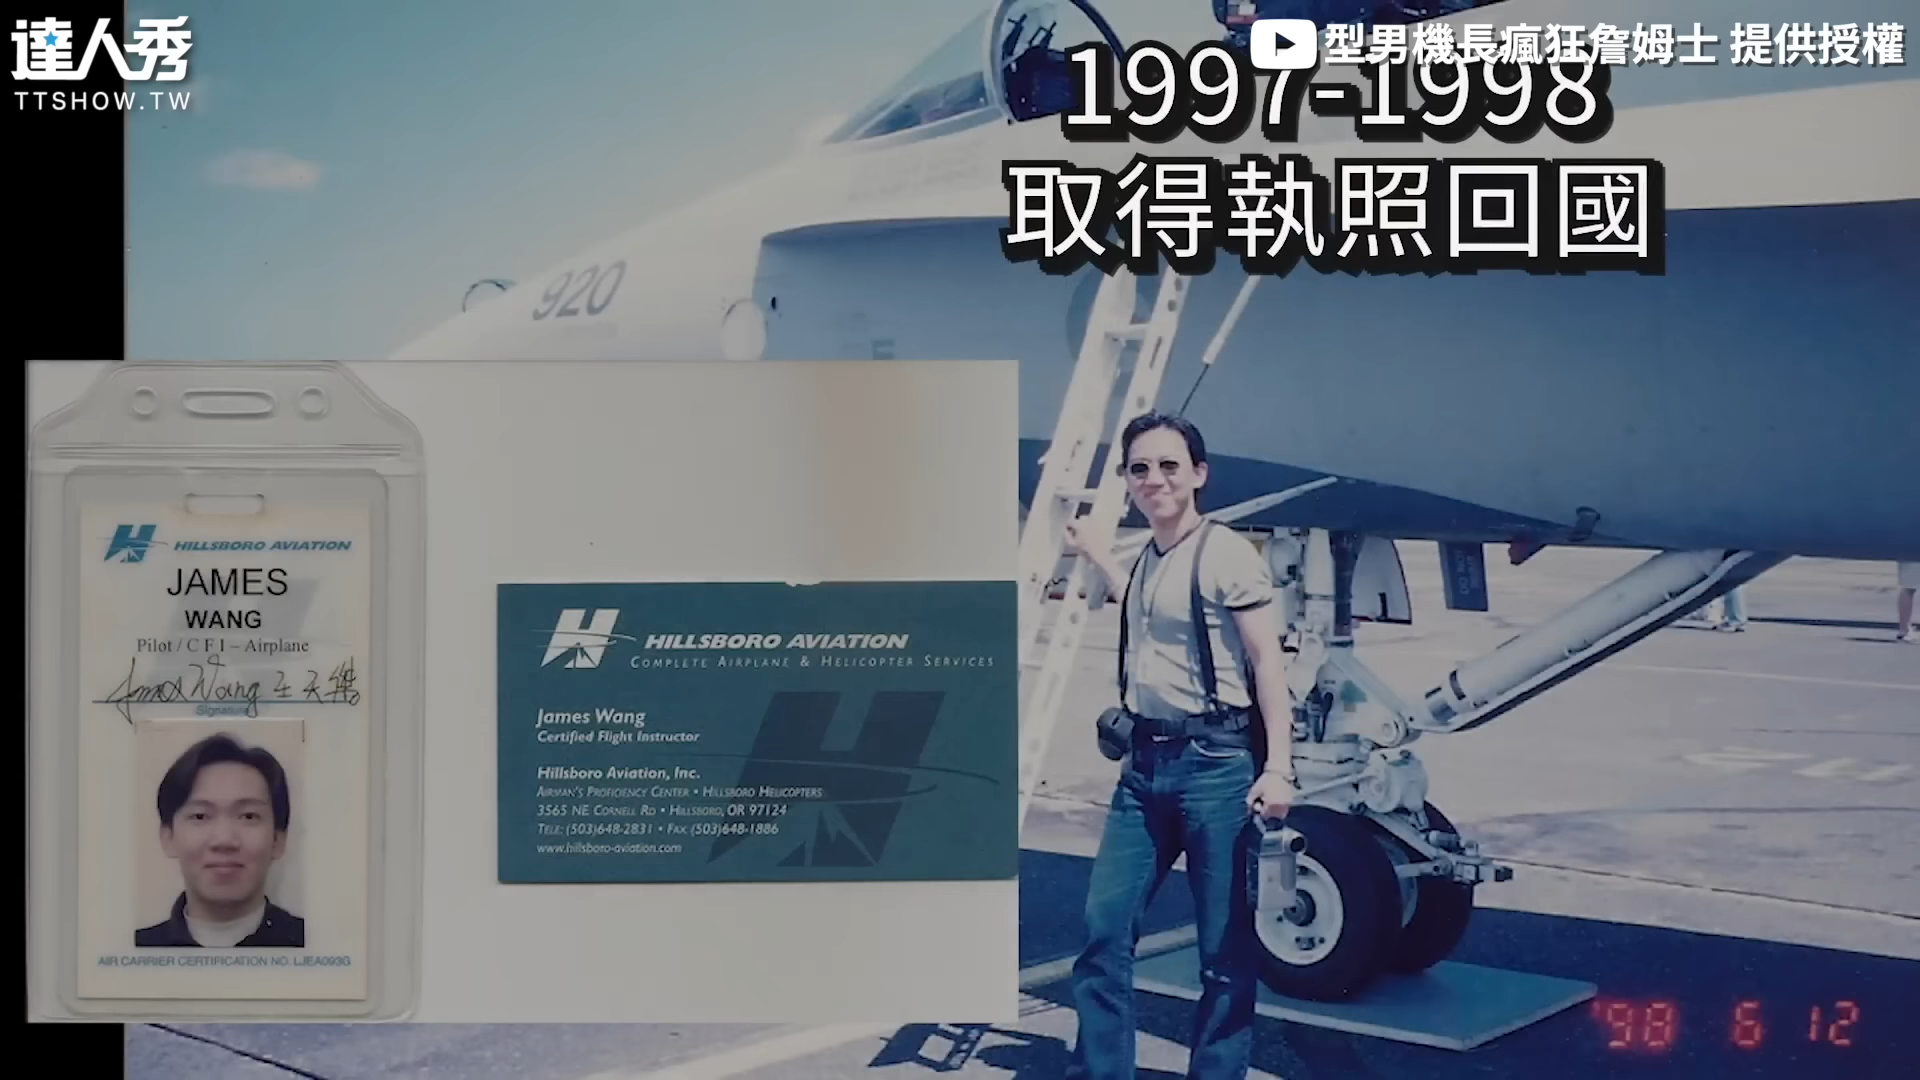 達人秀
TTSHOW.TW
型男機長瘋狂詹姆士 提供授權
1997-1998
取得執照回國
920
HILLSBORO AVIATION
JAMES
WANG
Pilot / C F I – Airplane
James Wang 王天傑
Signature
AIR CARRIER CERTIFICATION NO. LJEA093G
HILLSBORO AVIATION
COMPLETE AIRPLANE & HELICOPTER SERVICES
James Wang
Certified Flight Instructor
Hillsboro Aviation, Inc.
AIRMAN'S PROFICIENCY CENTER • HILLSBORO HELICOPTERS
3565 NE CORNELL RD • HILLSBORO, OR 97124
TELE: (503)648-2831 • FAX (503)648-1886
www.hillsboro-aviation.com
'98 6 12